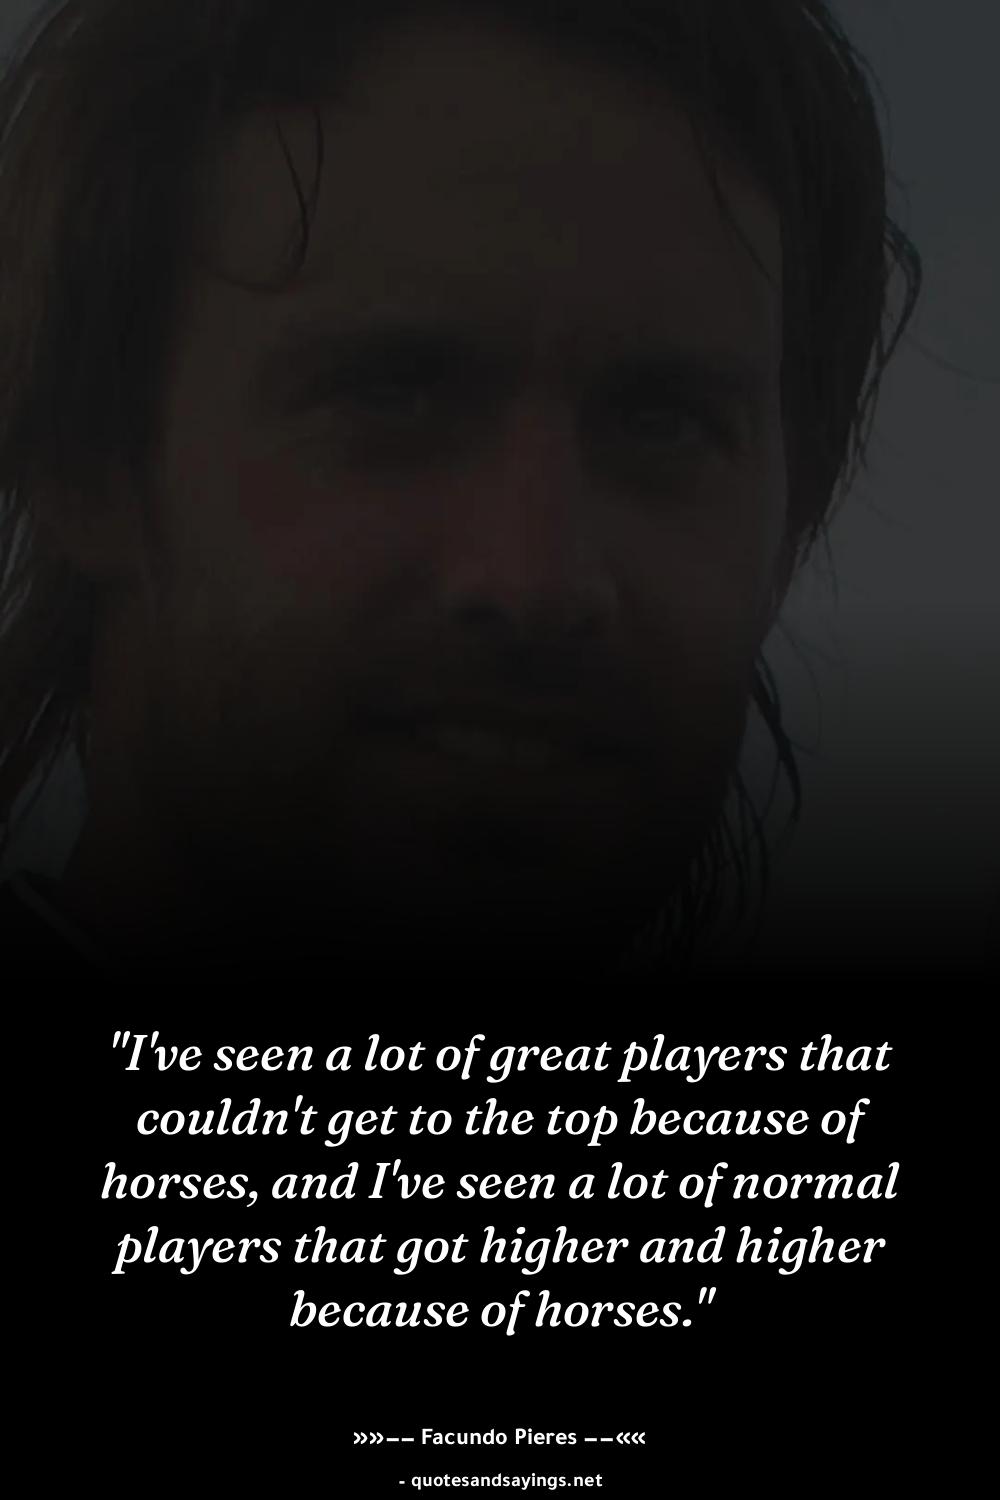 "I've seen a lot of great players that
couldn't get to the top because of
horses, and I've seen a lot of normal
players that got higher and higher
because of horses."
»»−− Facundo Pieres −−««
- quotesandsayings.net